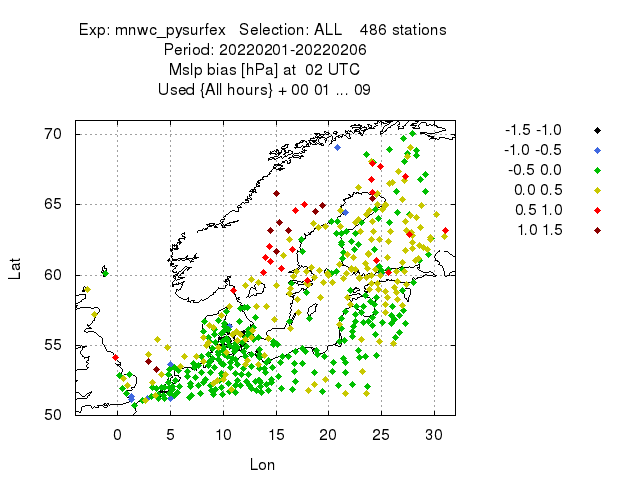 Exp: mnwc_pysurfex   Selection: ALL    486 stations
Period: 20220201-20220206
Mslp bias [hPa] at  02 UTC
Used {All hours} + 00 01 ... 09
70
65
60
55
50
0 5 10 15 20 25 30
Lat
Lon
-1.5 -1.0
-1.0 -0.5
-0.5 0.0
0.0 0.5
0.5 1.0
1.0 1.5